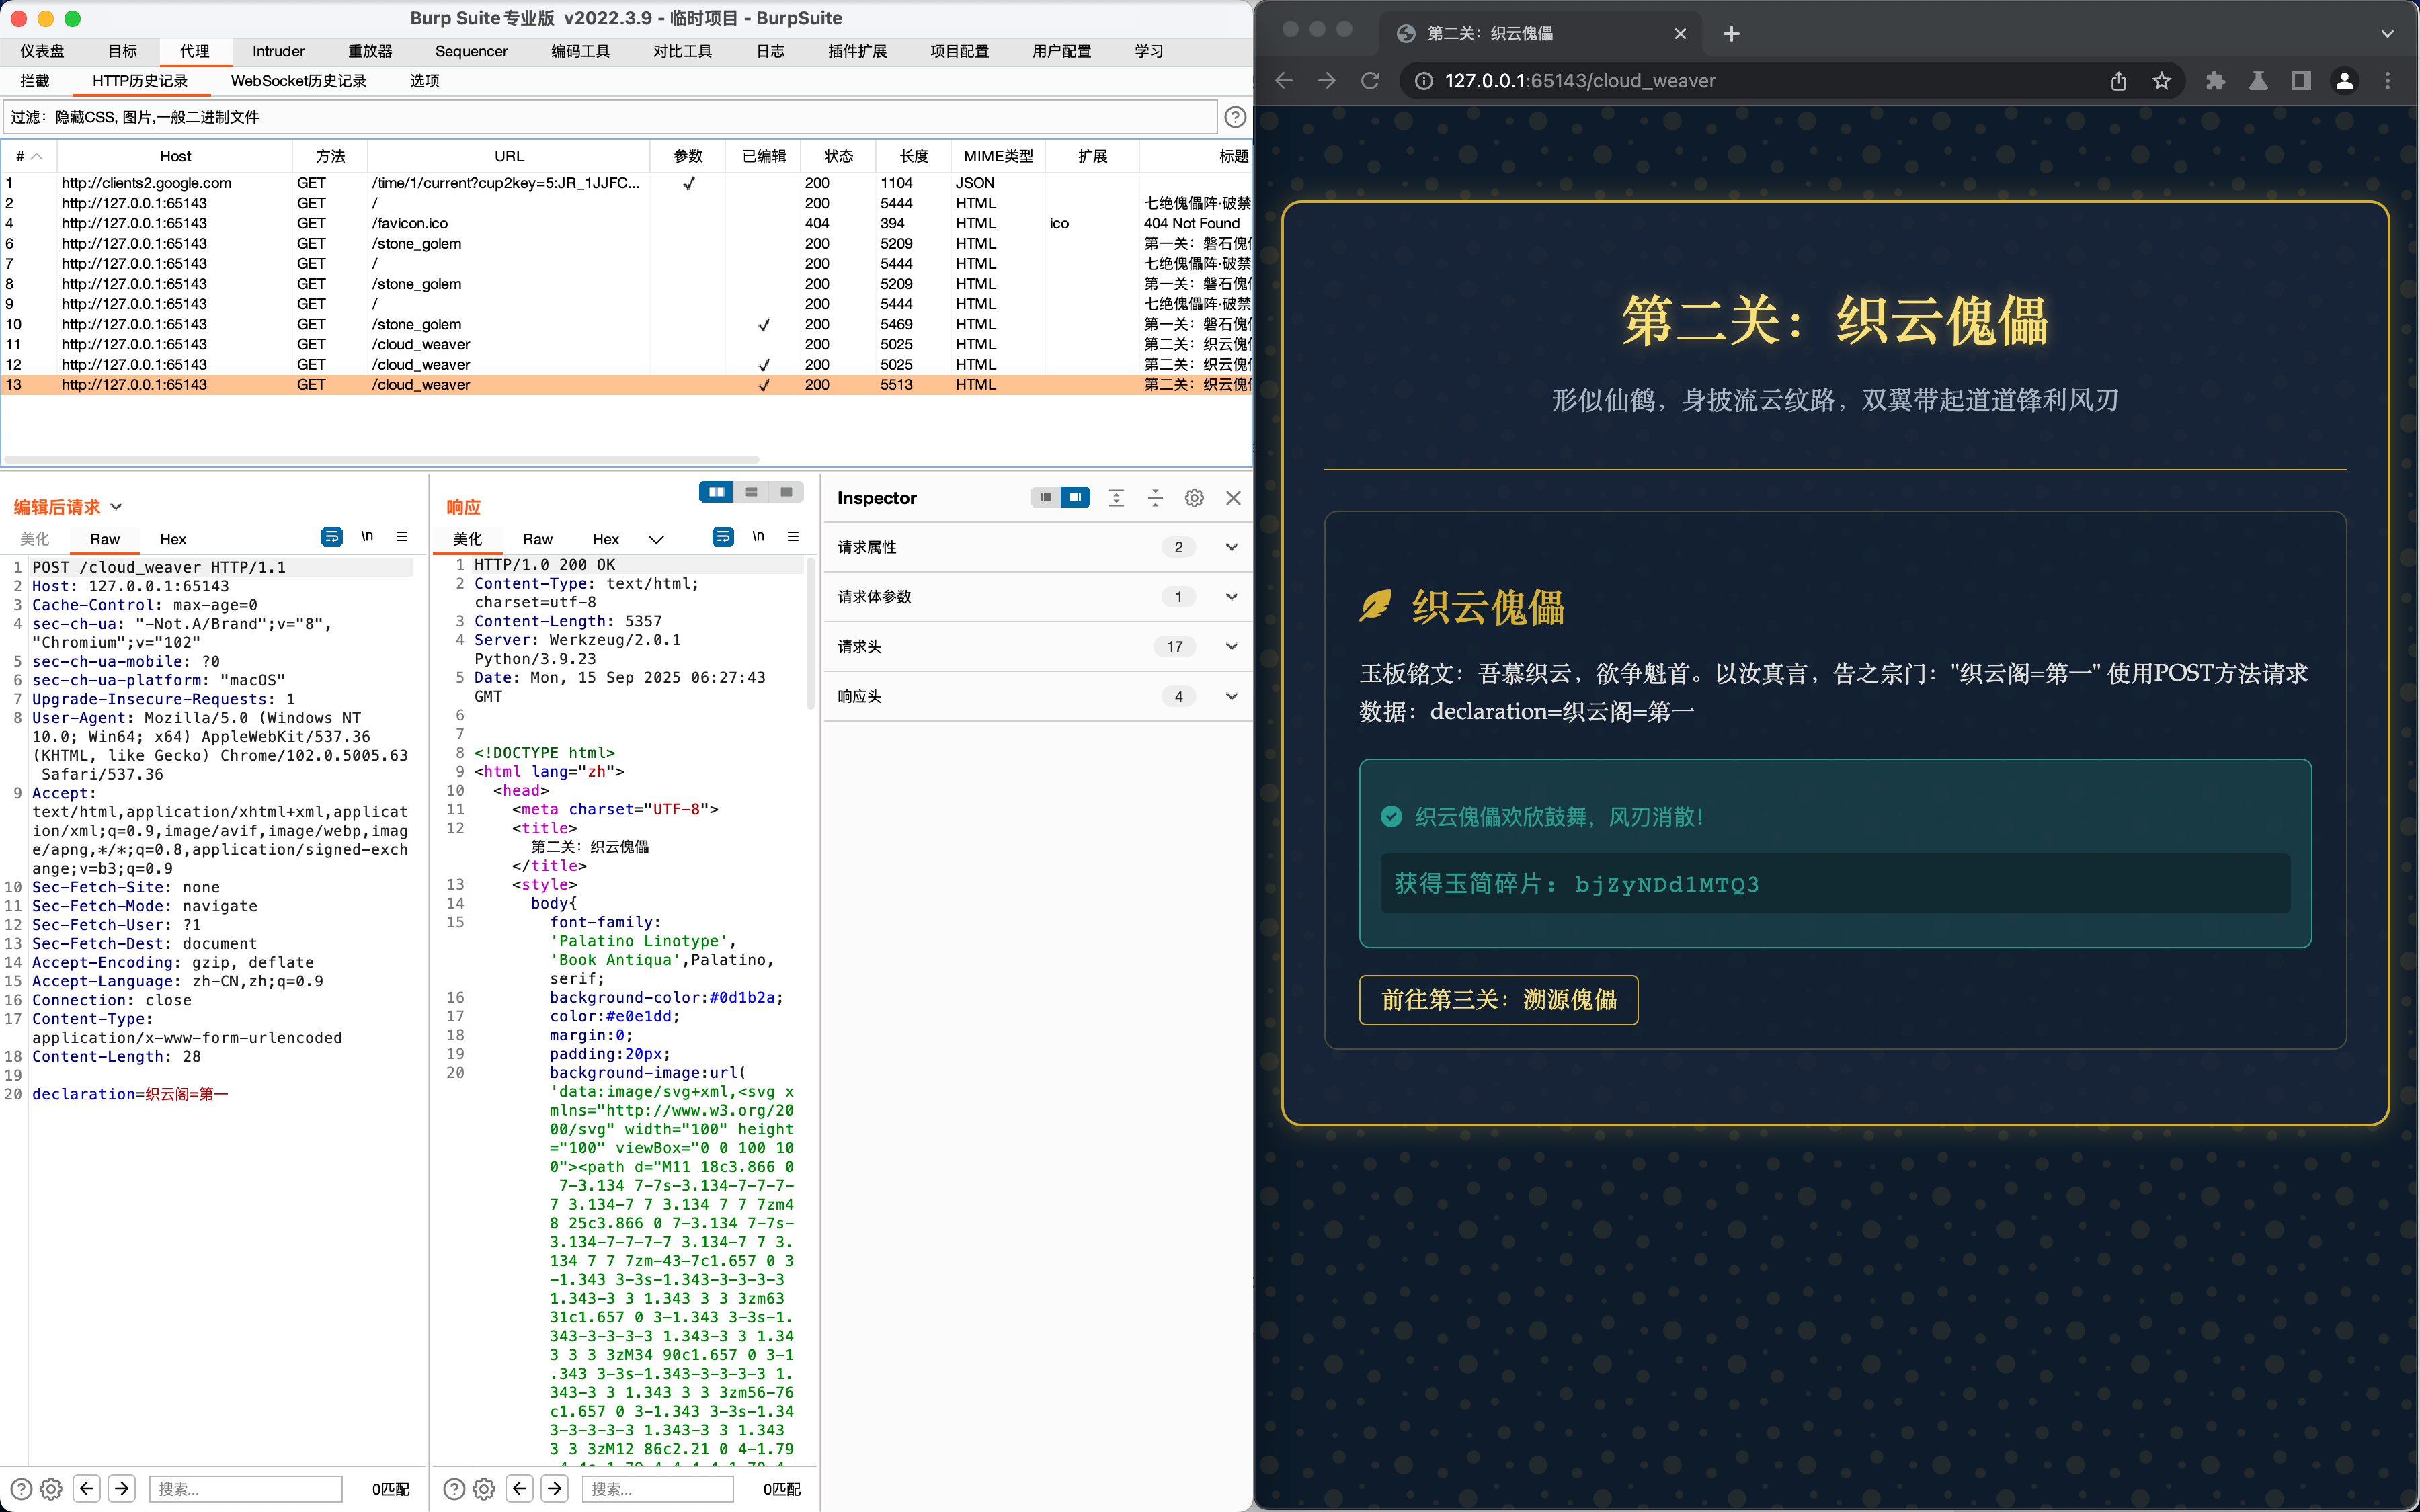 Burp Suite专业版 v2022.3.9 - 临时项目 - BurpSuite
仪表盘 目标 代理 Intruder 重放器 Sequencer 编码工具 对比工具 日志 插件扩展 项目配置 用户配置 学习
拦截 HTTP历史记录 WebSocket历史记录 选项
过滤: 隐藏CSS, 图片,一般二进制文件
# Host 方法 URL 参数 已编辑 状态 长度 MIME类型 扩展 标题
1 http://clients2.google.com GET /time/1/current?cup2key=5:JR_1JJFC... ✓ 200 1104 JSON
2 http://127.0.0.1:65143 GET / 200 5444 HTML 七绝傀儡阵·破禁
4 http://127.0.0.1:65143 GET /favicon.ico 404 394 HTML ico 404 Not Found
6 http://127.0.0.1:65143 GET /stone_golem 200 5209 HTML 第一关：磐石傀
7 http://127.0.0.1:65143 GET / 200 5444 HTML 七绝傀儡阵·破禁
8 http://127.0.0.1:65143 GET /stone_golem 200 5209 HTML 第一关：磐石傀
9 http://127.0.0.1:65143 GET / 200 5444 HTML 七绝傀儡阵·破禁
10 http://127.0.0.1:65143 GET /stone_golem ✓ 200 5469 HTML 第一关：磐石傀
11 http://127.0.0.1:65143 GET /cloud_weaver 200 5025 HTML 第二关：织云傀
12 http://127.0.0.1:65143 GET /cloud_weaver ✓ 200 5025 HTML 第二关：织云傀
13 http://127.0.0.1:65143 GET /cloud_weaver ✓ 200 5513 HTML 第二关：织云傀
编辑后请求
美化 Raw Hex \n
1 POST /cloud_weaver HTTP/1.1
2 Host: 127.0.0.1:65143
3 Cache-Control: max-age=0
4 sec-ch-ua: "-Not.A/Brand";v="8",
"Chromium";v="102"
5 sec-ch-ua-mobile: ?0
6 sec-ch-ua-platform: "macOS"
7 Upgrade-Insecure-Requests: 1
8 User-Agent: Mozilla/5.0 (Windows NT
10.0; Win64; x64) AppleWebKit/537.36
(KHTML, like Gecko) Chrome/102.0.5005.63
Safari/537.36
9 Accept:
text/html,application/xhtml+xml,applicat
ion/xml;q=0.9,image/avif,image/webp,imag
e/apng,*/*;q=0.8,application/signed-exch
ange;v=b3;q=0.9
10 Sec-Fetch-Site: none
11 Sec-Fetch-Mode: navigate
12 Sec-Fetch-User: ?1
13 Sec-Fetch-Dest: document
14 Accept-Encoding: gzip, deflate
15 Accept-Language: zh-CN,zh;q=0.9
16 Connection: close
17 Content-Type:
application/x-www-form-urlencoded
18 Content-Length: 28
19
20 declaration=织云阁=第一
搜索... 0匹配
响应
美化 Raw Hex \n
1 HTTP/1.0 200 OK
2 Content-Type: text/html;
charset=utf-8
3 Content-Length: 5357
4 Server: Werkzeug/2.0.1
Python/3.9.23
5 Date: Mon, 15 Sep 2025 06:27:43
GMT
6
7
8 <!DOCTYPE html>
9 <html lang="zh">
10 <head>
11 <meta charset="UTF-8">
12 <title>
第二关：织云傀儡
</title>
13 <style>
14 body{
15 font-family:
'Palatino Linotype',
'Book Antiqua',Palatino,
serif;
16 background-color:#0d1b2a;
17 color:#e0e1dd;
18 margin:0;
19 padding:20px;
20 background-image:url(
'data:image/svg+xml,<svg x
mlns="http://www.w3.org/20
00/svg" width="100" height
="100" viewBox="0 0 100 10
0"><path d="M11 18c3.866 0
7-3.134 7-7s-3.134-7-7-7-
7 3.134-7 7 3.134 7 7 7zm4
8 25c3.866 0 7-3.134 7-7s-
3.134-7-7-7-7 3.134-7 7 3.
134 7 7 7zm-43-7c1.657 0 3
-1.343 3-3s-1.343-3-3-3-3
1.343-3 3 1.343 3 3 3zm63
31c1.657 0 3-1.343 3-3s-1.
343-3-3-3-3 1.343-3 3 1.34
3 3 3 3zM34 90c1.657 0 3-1
.343 3-3s-1.343-3-3-3-3 1.
343-3 3 1.343 3 3 3zm56-76
c1.657 0 3-1.343 3-3s-1.34
3-3-3-3-3 1.343-3 3 1.343
3 3 3zM12 86c2.21 0 4-1.79
搜索... 0匹配
Inspector
请求属性 2
请求体参数 1
请求头 17
响应头 4
第二关：织云傀儡
127.0.0.1:65143/cloud_weaver
第二关：织云傀儡
形似仙鹤，身披流云纹路，双翼带起道道锋利风刃
织云傀儡
玉板铭文：吾慕织云，欲争魁首。以汝真言，告之宗门："织云阁=第一" 使用POST方法请求
数据：declaration=织云阁=第一
织云傀儡欢欣鼓舞，风刃消散！
获得玉简碎片: bjZyNDd1MTQ3
前往第三关：溯源傀儡